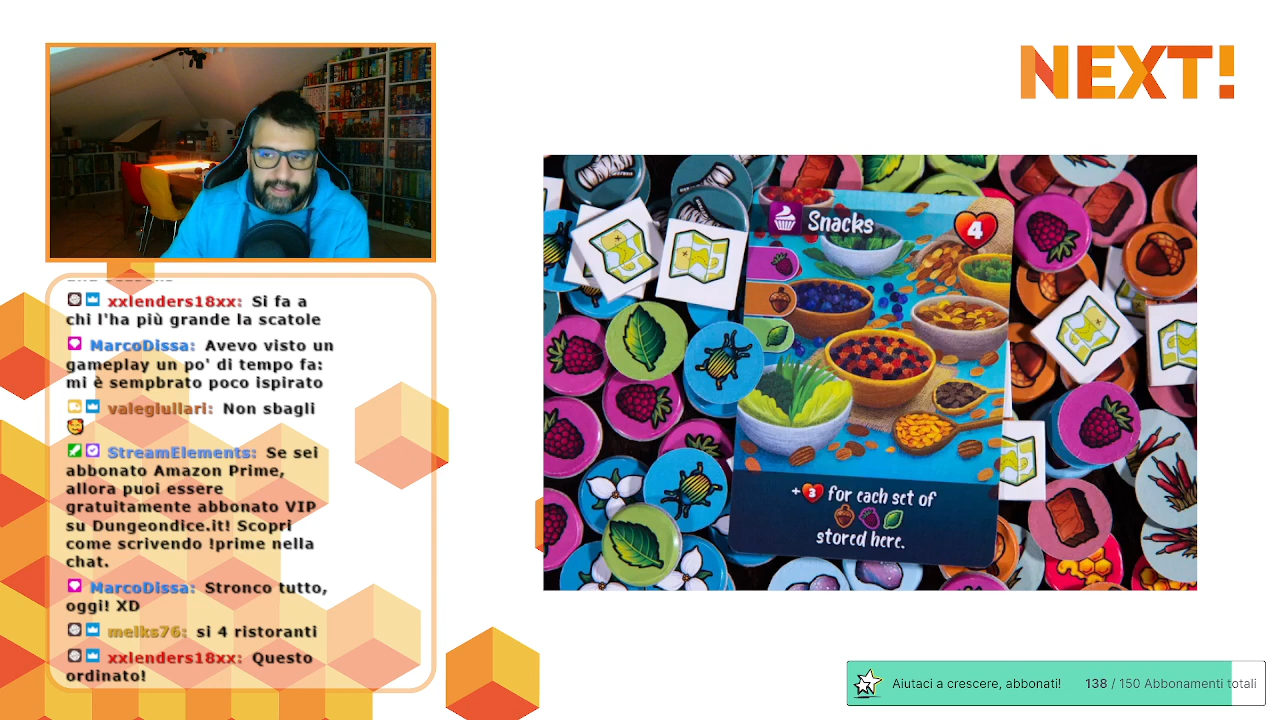 NEXT!
xxlenders18xx: Si fa a
chi l'ha più grande la scatole
MarcoDissa: Avevo visto un
gameplay un po' di tempo fa:
mi è sempbrato poco ispirato
valegiullari: Non sbagli
StreamElements: Se sei
abbonato Amazon Prime,
allora puoi essere
gratuitamente abbonato VIP
su Dungeondice.it! Scopri
come scrivendo !prime nella
chat.
MarcoDissa: Stronco tutto,
oggi! XD
melks76: si 4 ristoranti
xxlenders18xx: Questo
ordinato!
Snacks
4
+3 for each set of
stored here.
Aiutaci a crescere, abbonati! 138 / 150 Abbonamenti totali